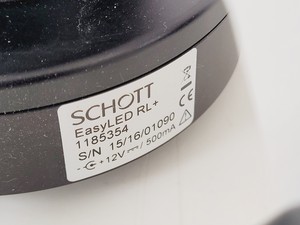 SCHOTT
EasyLED RL+
1185354
S/N 15/16/01090
+12V / 500mA